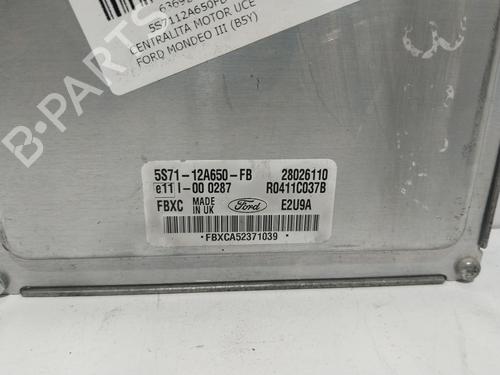 5S7112A650FB
CENTRALITA MOTOR UCE
FORD MONDEO III (B5Y)
B-PARTS
5S71-12A650-FB 28026110
e11 I-00 0287 R0411C037B
FBXC MADE IN UK Ford E2U9A
*FBXCA52371039*